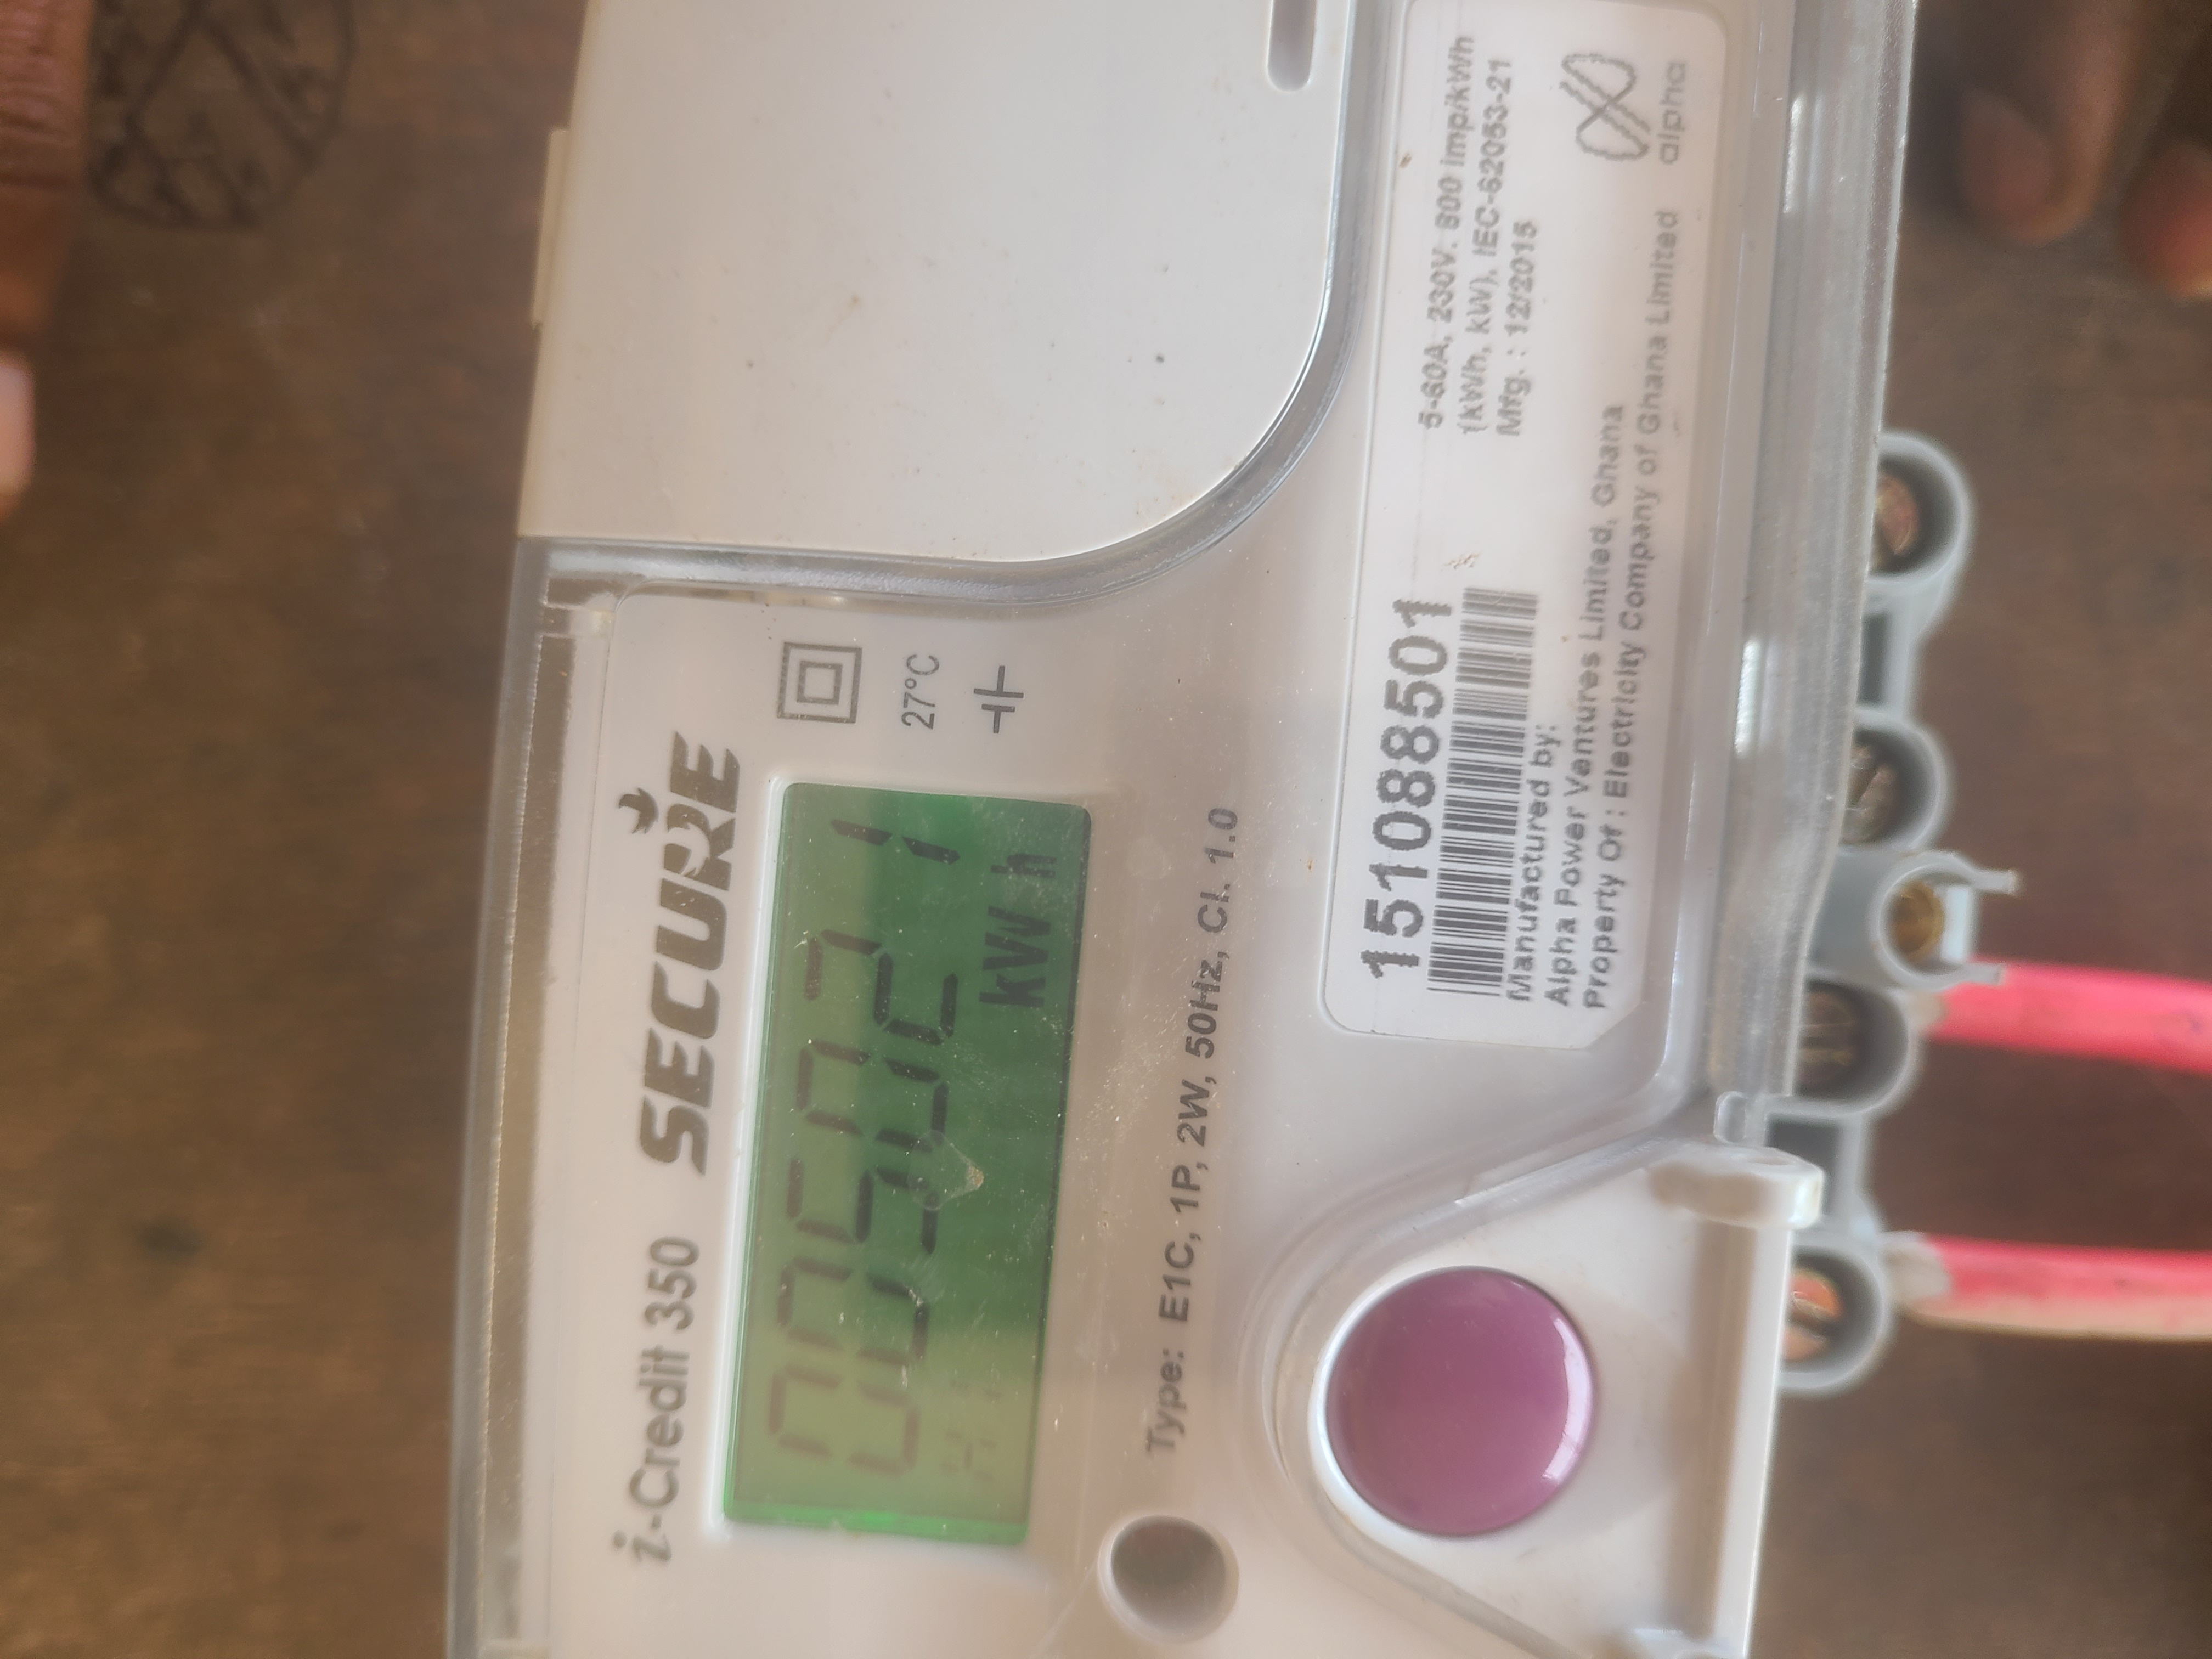 i-Credit 350 SECURE
005021
kW h
27°C
Type: E1C, 1P, 2W, 50Hz, Cl. 1.0
151088501
5-60A, 230V. 800 imp/kWh
(kWh, kW), IEC-62053-21
Mfg. : 12/2015
Manufactured by:
Alpha Power Ventures Limited, Ghana
Property Of : Electricity Company of Ghana Limited
alpha